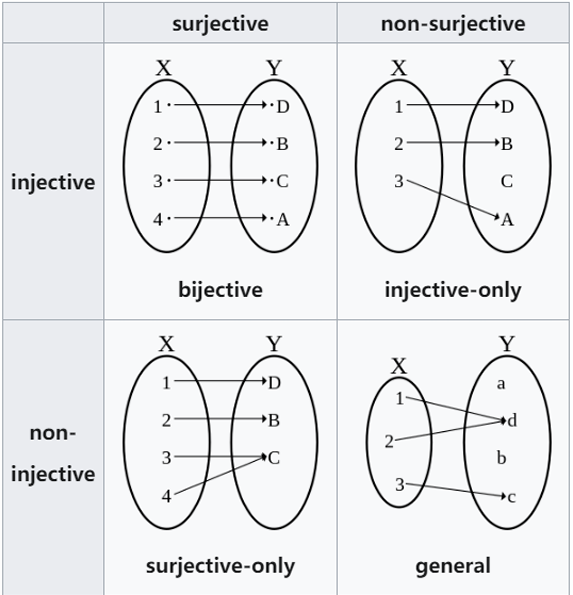 surjective non-surjective
injective
X Y
1 D
2 B
3 C
4 A
bijective
X Y
1 D
2 B
3 C
A
injective-only
non-
injective
X Y
1 D
2 B
3 C
4
surjective-only
X Y
a
1
d
2
b
3
c
general